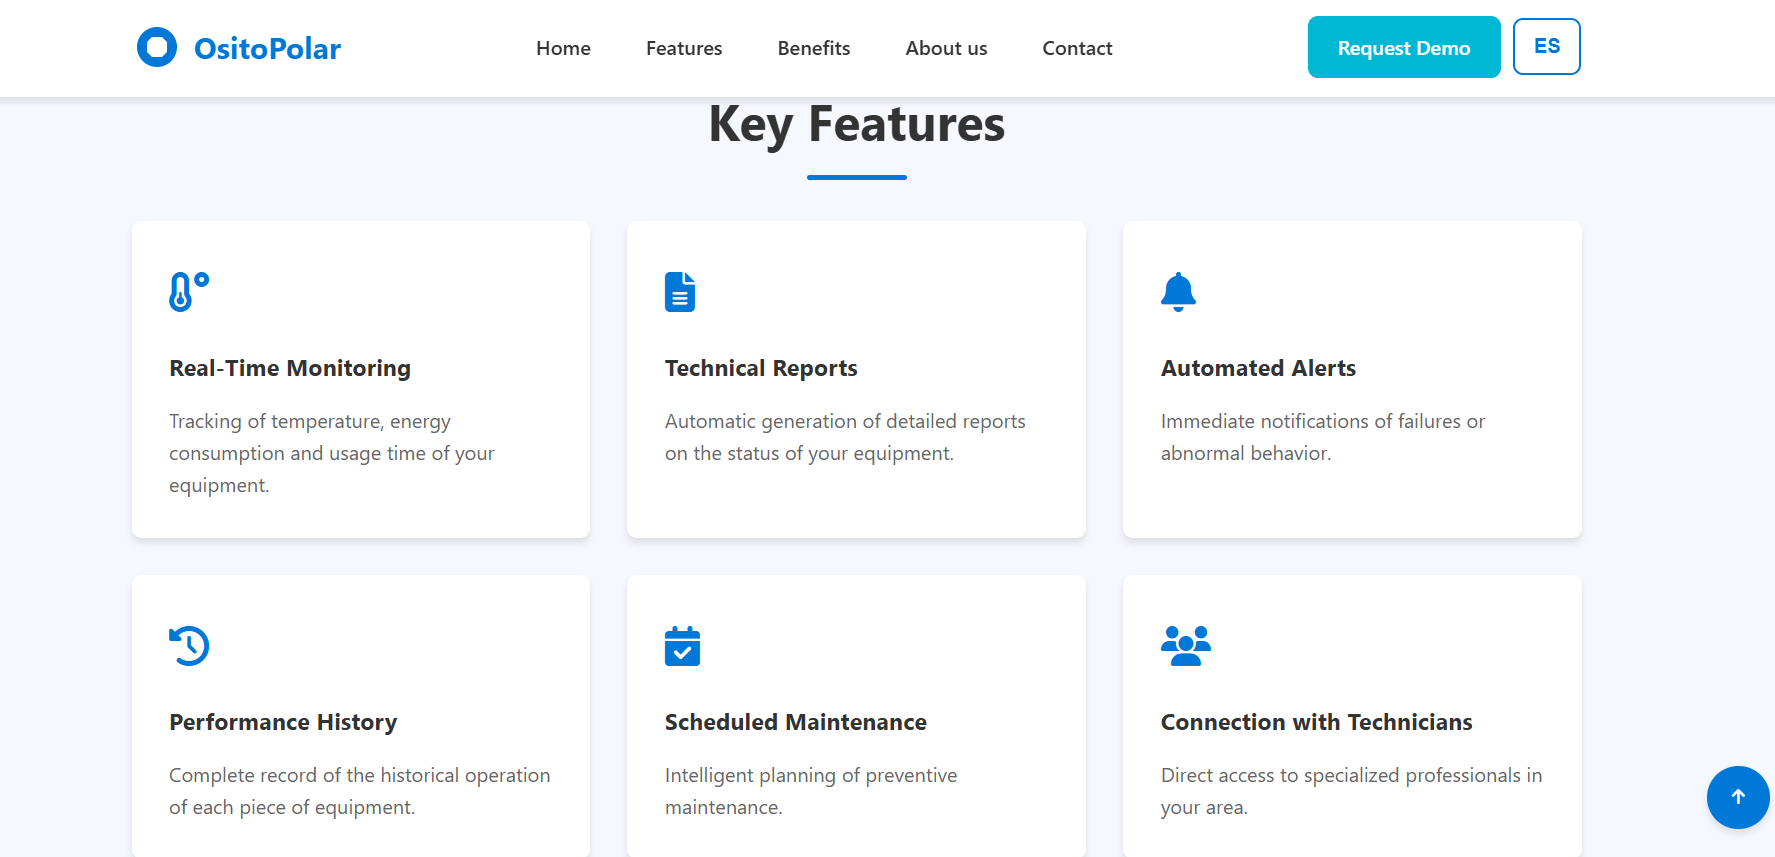 OsitoPolar
Home
Features
Benefits
About us
Contact
Request Demo
ES
Key Features
Real-Time Monitoring
Tracking of temperature, energy
consumption and usage time of your
equipment.
Technical Reports
Automatic generation of detailed reports
on the status of your equipment.
Automated Alerts
Immediate notifications of failures or
abnormal behavior.
Performance History
Complete record of the historical operation
of each piece of equipment.
Scheduled Maintenance
Intelligent planning of preventive
maintenance.
Connection with Technicians
Direct access to specialized professionals in
your area.